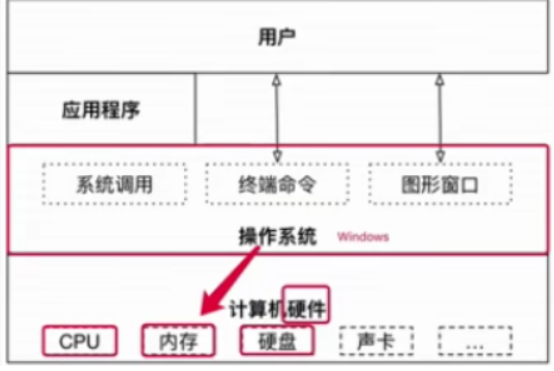 用户
应用程序
系统调用 终端命令 图形窗口
操作系统 Windows
计算机硬件
CPU 内存 硬盘 声卡 ...